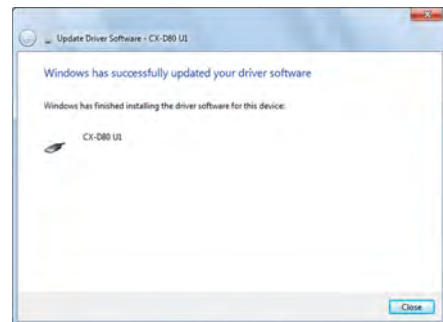 Update Driver Software - CX-D80 U1
Windows has successfully updated your driver software
Windows has finished installing the driver software for this device:
CX-D80 U1
Close